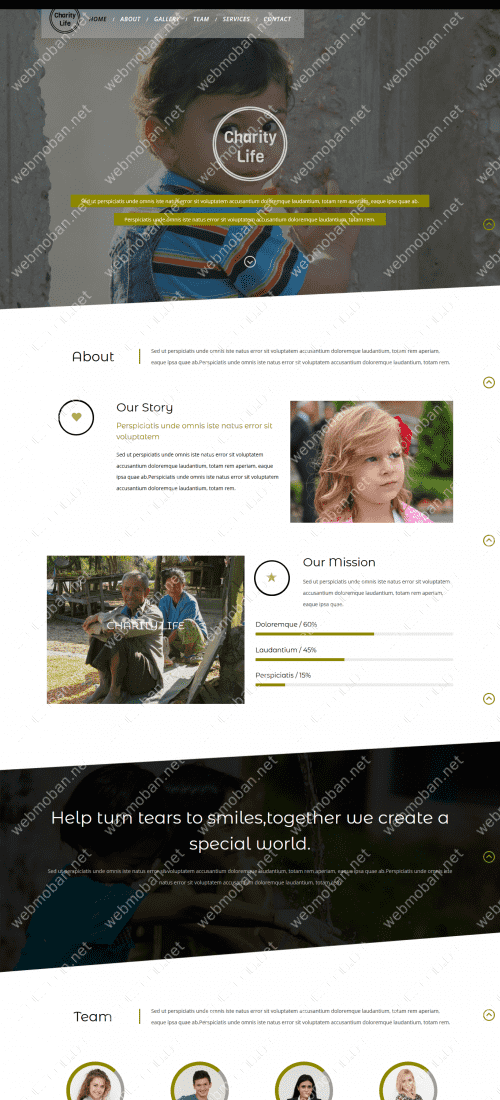 Charity
Life
HOME / ABOUT / GALLERY / TEAM / SERVICES / CONTACT
Charity
Life
Sed ut perspiciatis unde omnis iste natus error sit voluptatem accusantium doloremque laudantium, totam rem aperiam, eaque ipsa quae ab.
Perspiciatis unde omnis iste natus error sit voluptatem accusantium doloremque laudantium, totam rem.
About
Sed ut perspiciatis unde omnis iste natus error sit voluptatem accusantium doloremque laudantium, totam rem aperiam,
eaque ipsa quae ab.Perspiciatis unde omnis iste natus error sit voluptatem accusantium doloremque laudantium, totam rem.
Our Story
Perspiciatis unde omnis iste natus error sit
voluptatem
Sed ut perspiciatis unde omnis iste natus error sit voluptatem
accusantium doloremque laudantium, totam rem aperiam, eaque
ipsa quae ab.Perspiciatis unde omnis iste natus error sit voluptatem
accusantium doloremque laudantium, totam rem.
CHARITY LIFE
Our Mission
Sed ut perspiciatis unde omnis iste natus error sit voluptatem
accusantium doloremque laudantium, totam rem aperiam,
eaque ipsa quae.
Doloremque / 60%
Laudantium / 45%
Perspiciatis / 15%
Help turn tears to smiles,together we create a
special world.
Sed ut perspiciatis unde omnis iste natus error sit voluptatem accusantium doloremque laudantium, totam rem aperiam, eaque ipsa quae ab.Perspiciatis unde omnis iste
natus error sit voluptatem accusantium doloremque laudantium, totam rem.
Team
Sed ut perspiciatis unde omnis iste natus error sit voluptatem accusantium doloremque laudantium, totam rem aperiam,
eaque ipsa quae ab.Perspiciatis unde omnis iste natus error sit voluptatem accusantium doloremque laudantium, totam rem.
webmoban.net